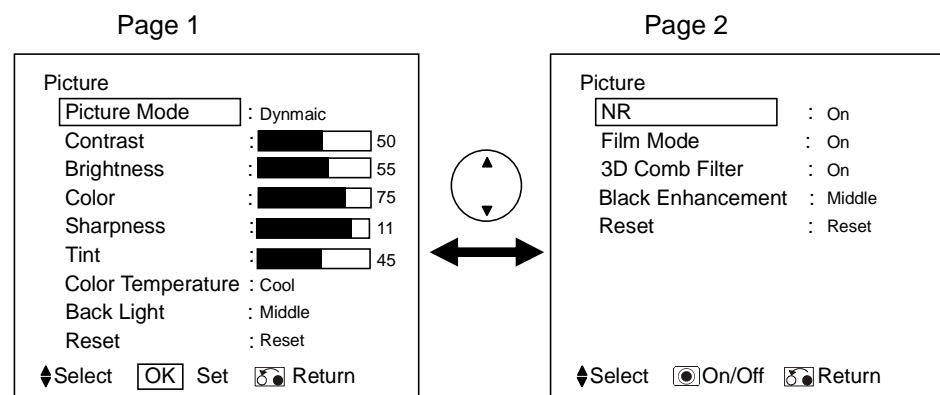 Page 1
Picture
Picture Mode : Dynmaic
Contrast : 50
Brightness : 55
Color : 75
Sharpness : 11
Tint : 45
Color Temperature : Cool
Back Light : Middle
Reset : Reset
Select OK Set Return
Page 2
Picture
NR : On
Film Mode : On
3D Comb Filter : On
Black Enhancement : Middle
Reset : Reset
Select On/Off Return